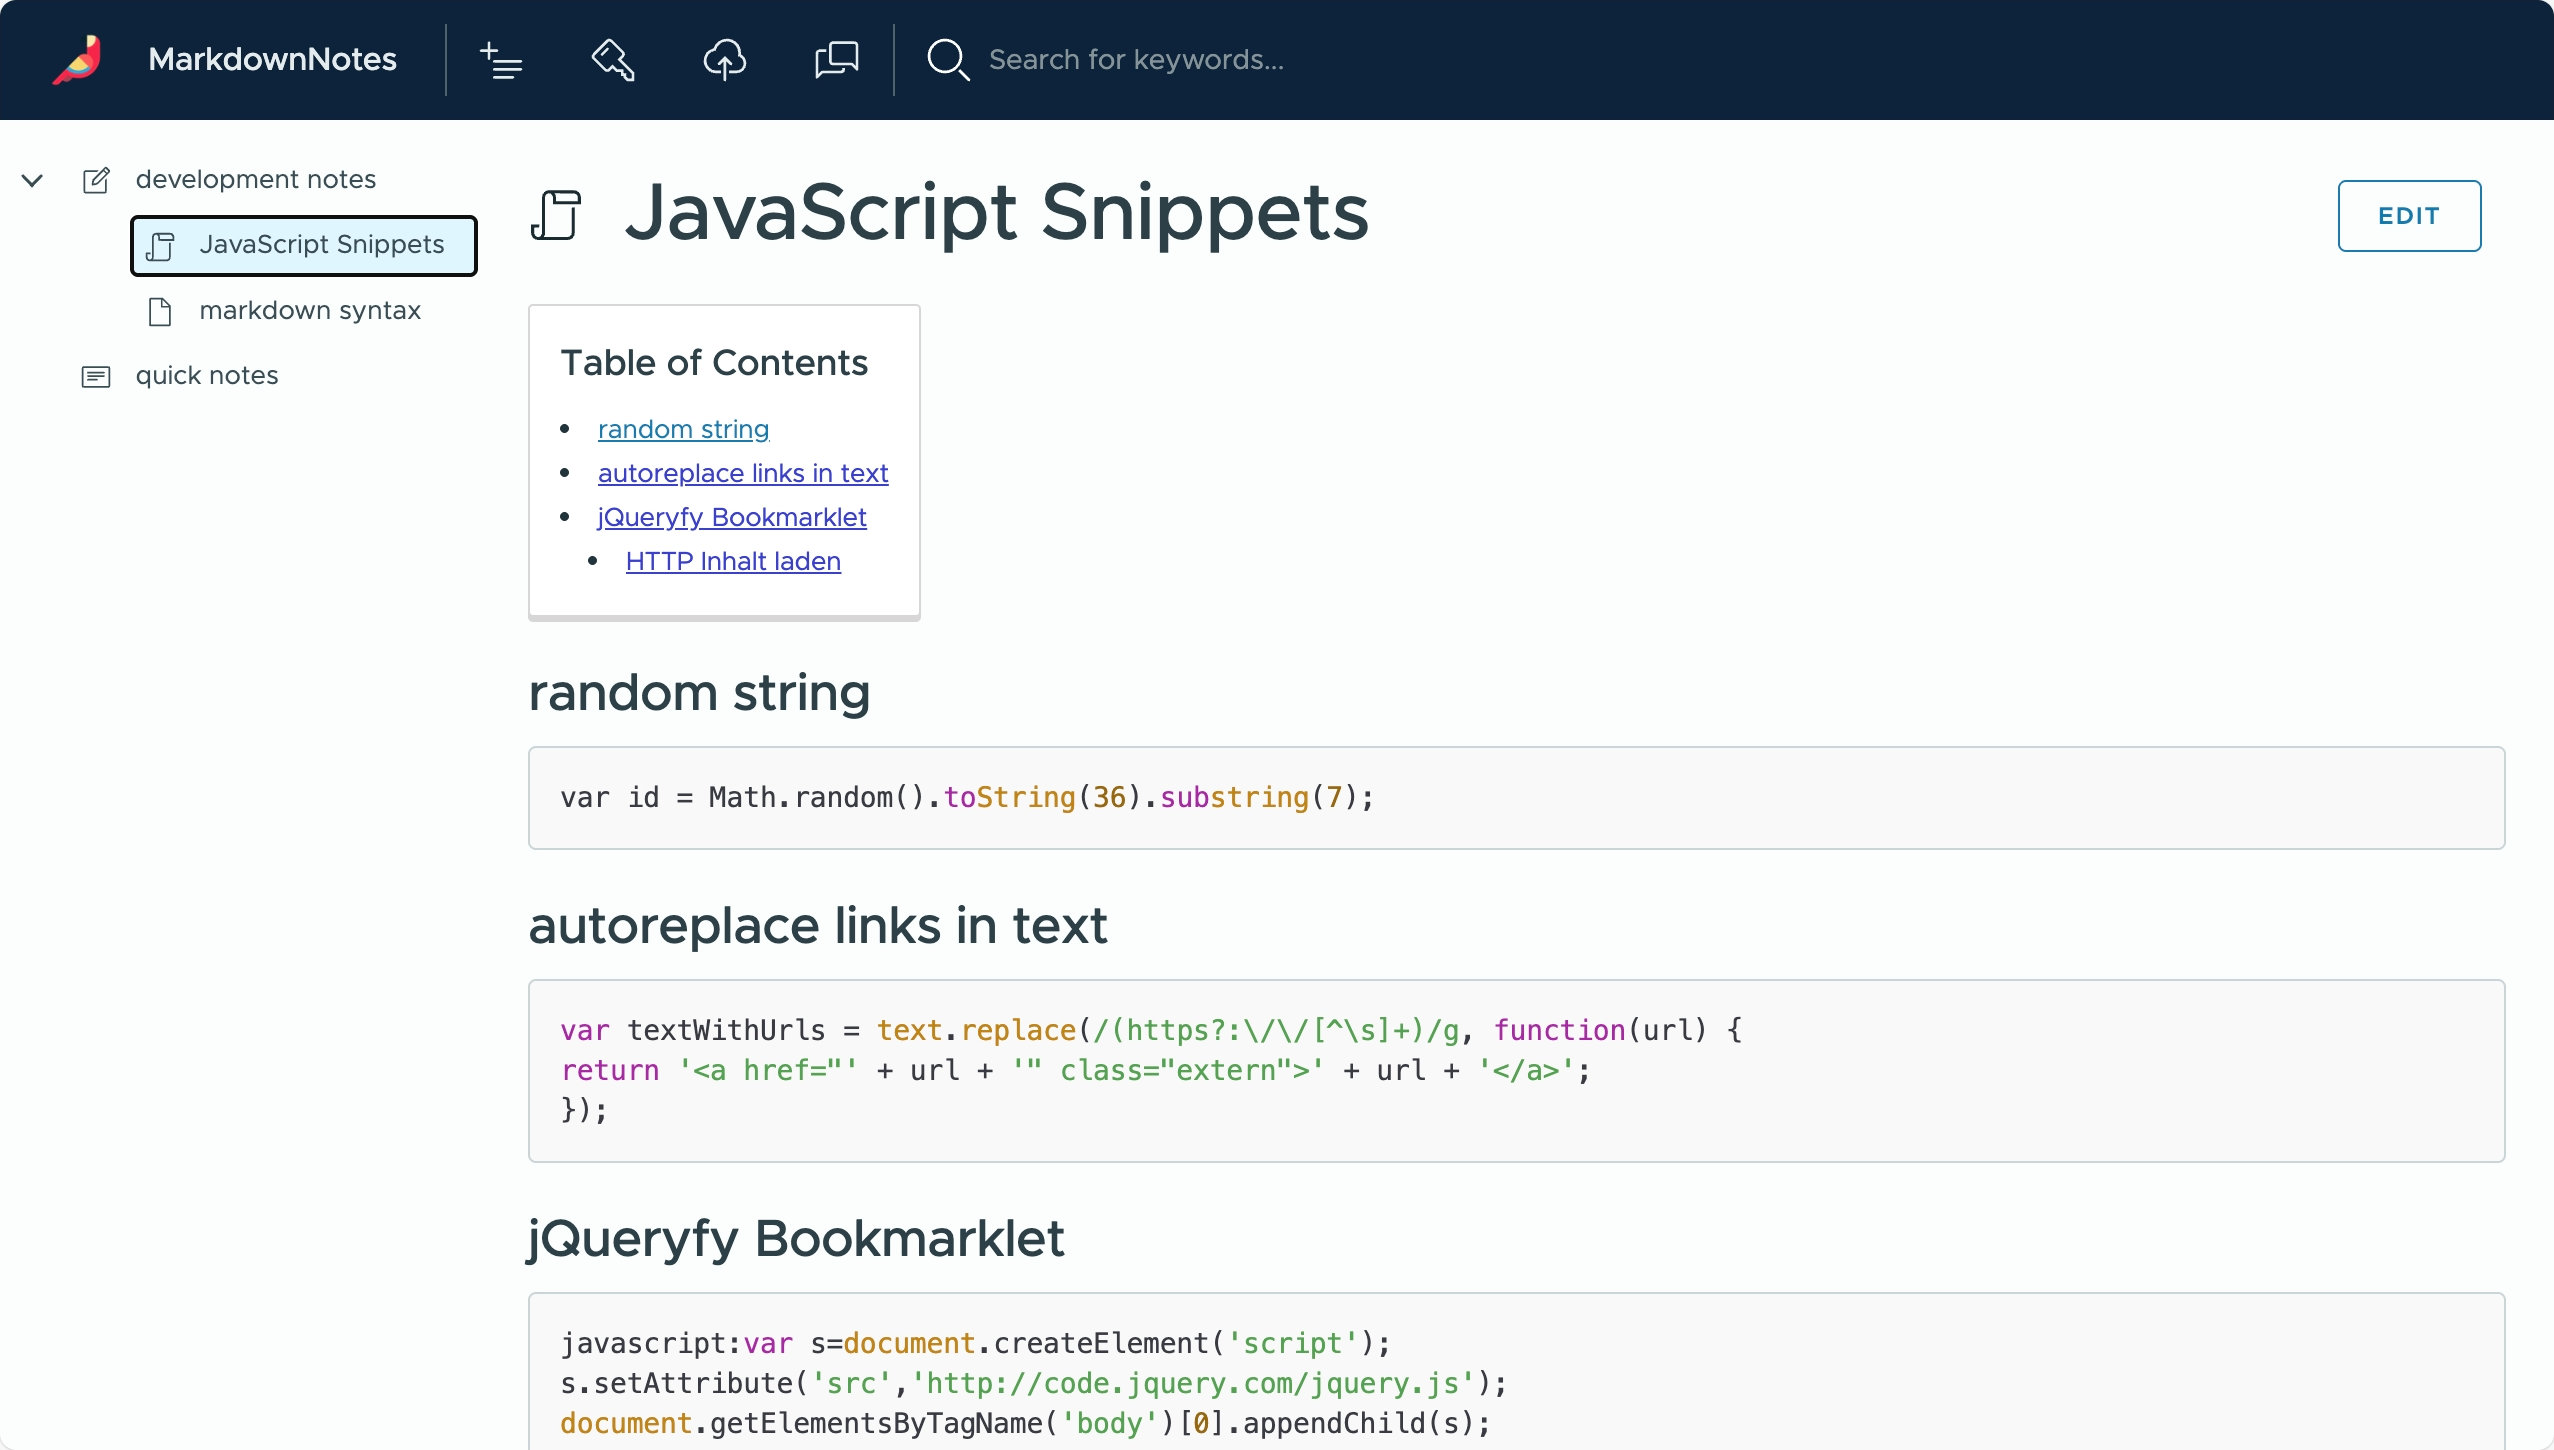 MarkdownNotes
Search for keywords...
development notes
JavaScript Snippets
markdown syntax
quick notes
JavaScript Snippets
EDIT
Table of Contents
random string
autoreplace links in text
jQueryfy Bookmarklet
HTTP Inhalt laden
random string
var id = Math.random().toString(36).substring(7);
autoreplace links in text
var textWithUrls = text.replace(/(https?:\/\/[^\s]+)/g, function(url) {
return '<a href="' + url + '" class="extern">' + url + '</a>';
});
jQueryfy Bookmarklet
javascript:var s=document.createElement('script');
s.setAttribute('src','http://code.jquery.com/jquery.js');
document.getElementsByTagName('body')[0].appendChild(s);